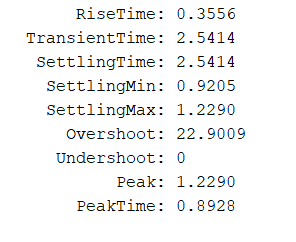 RiseTime: 0.3556
TransientTime: 2.5414
SettlingTime: 2.5414
SettlingMin: 0.9205
SettlingMax: 1.2290
Overshoot: 22.9009
Undershoot: 0
Peak: 1.2290
PeakTime: 0.8928